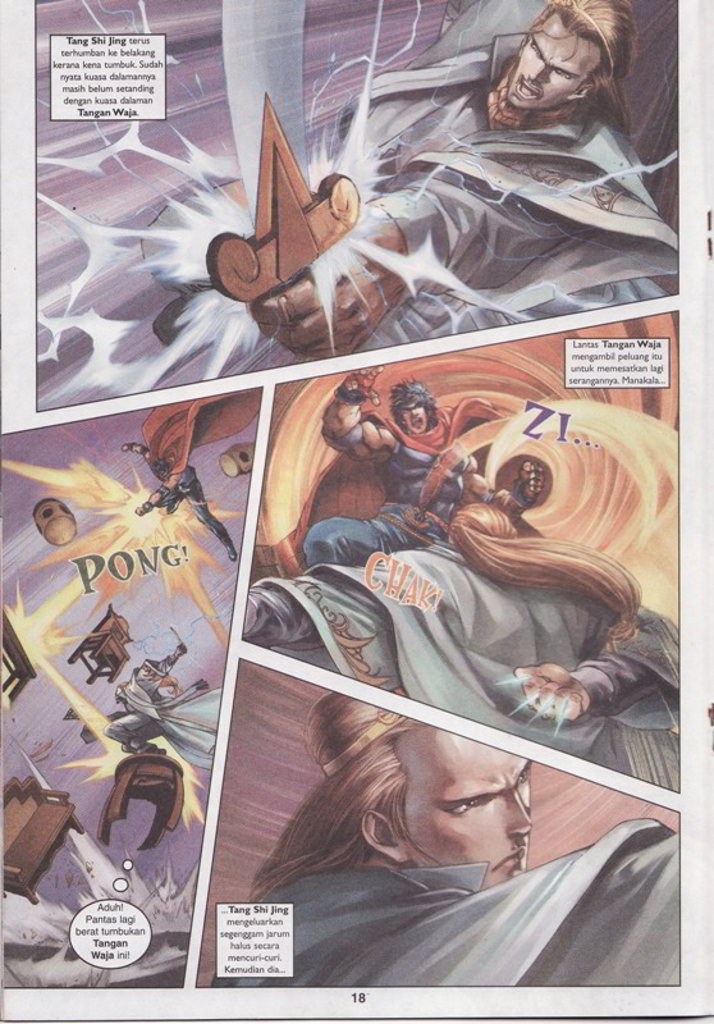 Tang Shi Jing terus
terhumban ke belakang
kerana kena tumbuk. Sudah
nyata kuasa dalamannya
masih belum setanding
dengan kuasa dalaman
Tangan Waja.
Lantas Tangan Waja
mengambil peluang itu
untuk memesatkan lagi
serangannya. Manakala...
ZI...
PONG!
CHAK!
Aduh!
Pantas lagi
berat tumbukan
Tangan
Waja ini!
...Tang Shi Jing
mengeluarkan
segenggam jarum
halus secara
mencuri-curi.
Kemudian dia...
18